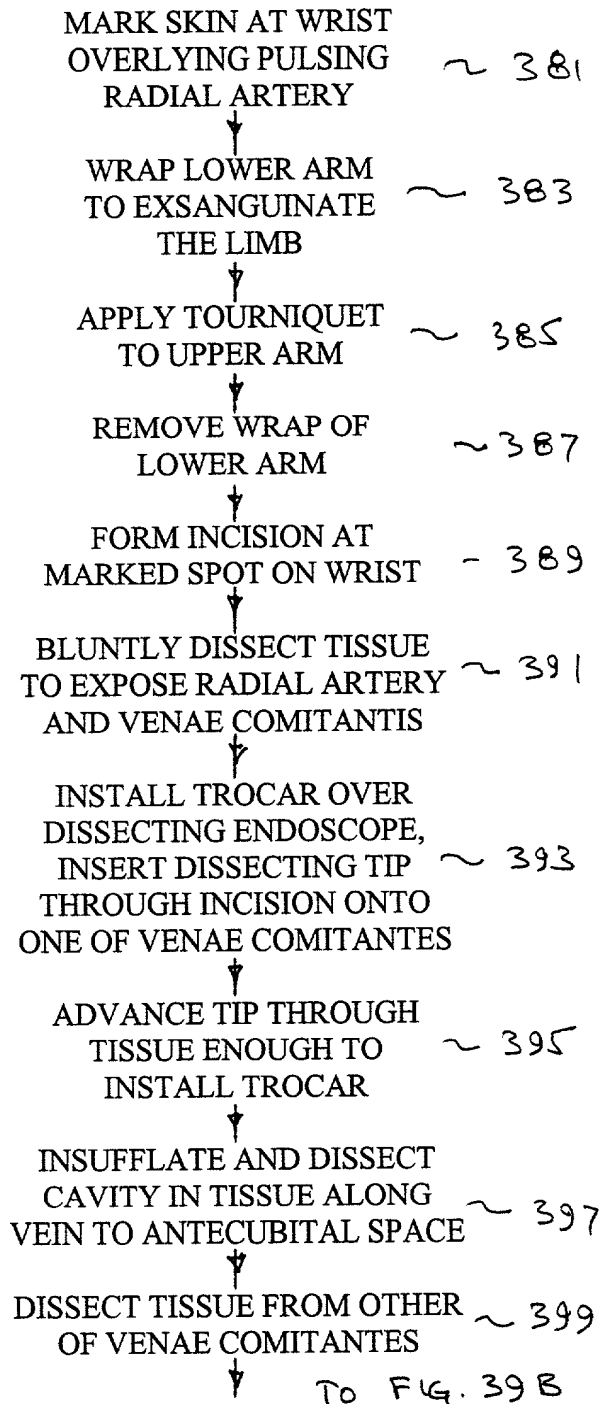 MARK SKIN AT WRIST
OVERLYING PULSING ~ 381
RADIAL ARTERY
WRAP LOWER ARM
TO EXSANGUINATE ~ 383
THE LIMB
APPLY TOURNIQUET ~ 385
TO UPPER ARM
REMOVE WRAP OF ~ 387
LOWER ARM
FORM INCISION AT
MARKED SPOT ON WRIST - 389
BLUNTLY DISSECT TISSUE
TO EXPOSE RADIAL ARTERY ~ 391
AND VENAE COMITANTIS
INSTALL TROCAR OVER
DISSECTING ENDOSCOPE,
INSERT DISSECTING TIP ~ 393
THROUGH INCISION ONTO
ONE OF VENAE COMITANTES
ADVANCE TIP THROUGH
TISSUE ENOUGH TO ~ 395
INSTALL TROCAR
INSUFFLATE AND DISSECT
CAVITY IN TISSUE ALONG ~ 397
VEIN TO ANTECUBITAL SPACE
DISSECT TISSUE FROM OTHER ~ 399
OF VENAE COMITANTES
TO FIG. 39B